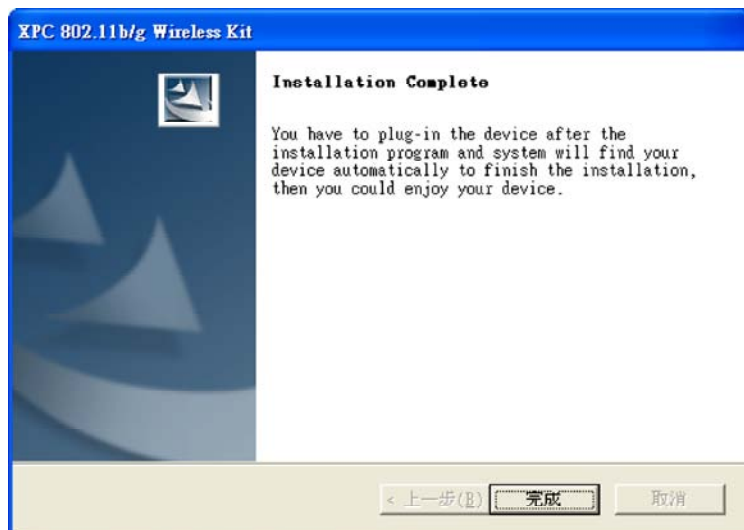 XPC 802.11b/g Wireless Kit
Installation Complete
You have to plug-in the device after the
installation program and system will find your
device automatically to finish the installation,
then you could enjoy your device.
< 上一步(B)
完成
取消